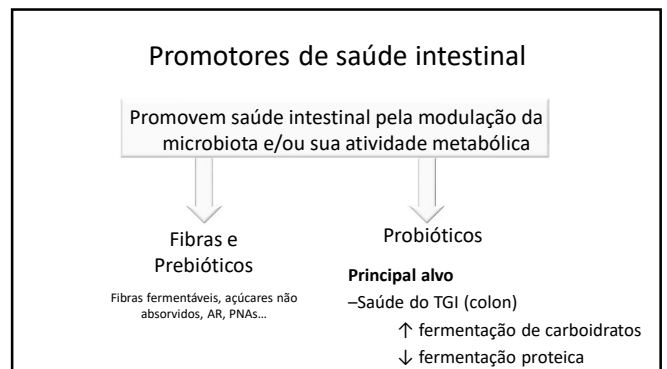 Promotores de saúde intestinal
Promovem saúde intestinal pela modulação da
microbiota e/ou sua atividade metabólica
Fibras e
Prebióticos
Fibras fermentáveis, açúcares não
absorvidos, AR, PNAs...
Probióticos
Principal alvo
–Saúde do TGI (colon)
↑ fermentação de carboidratos
↓ fermentação proteica